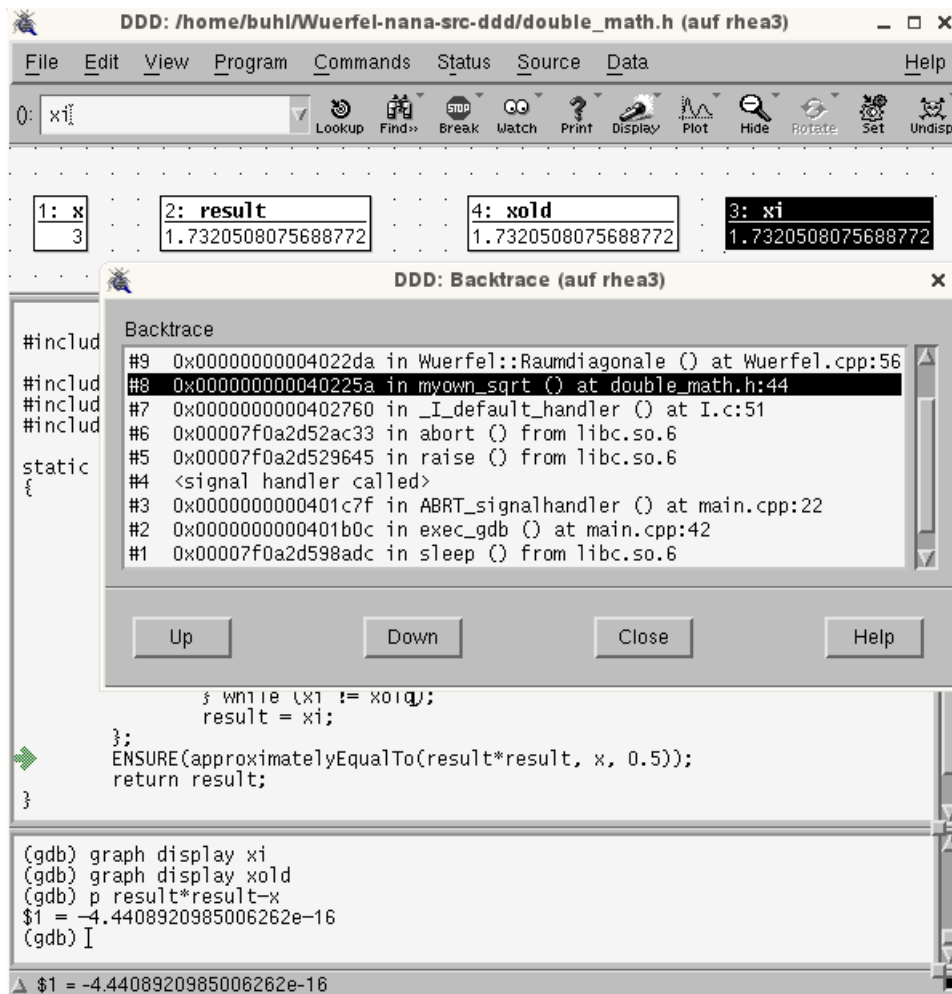 DDD: /home/buhl/Wuerfel-nana-src-ddd/double_math.h (auf rhea3)
File Edit View Program Commands Status Source Data Help
(): xi
Lookup Find» Break Watch Print Display Plot Hide Rotate Set Undisp
1: x
3
2: result
1.7320508075688772
4: xold
1.7320508075688772
3: xi
1.7320508075688772
DDD: Backtrace (auf rhea3)
Backtrace
#9 0x00000000004022da in Wuerfel::Raumdiagonale () at Wuerfel.cpp:56
#8 0x000000000040225a in myown_sqrt () at double_math.h:44
#7 0x0000000000402760 in _I_default_handler () at I.c:51
#6 0x00007f0a2d52ac33 in abort () from libc.so.6
#5 0x00007f0a2d529645 in raise () from libc.so.6
#4 <signal handler called>
#3 0x0000000000401c7f in ABRT_signalhandler () at main.cpp:22
#2 0x0000000000401b0c in exec_gdb () at main.cpp:42
#1 0x00007f0a2d598adc in sleep () from libc.so.6
Up Down Close Help
#includ
#includ
#includ
#includ
static
{
} while (xi != xold);
result = xi;
};
ENSURE(approximatelyEqualTo(result*result, x, 0.5));
return result;
}
(gdb) graph display xi
(gdb) graph display xold
(gdb) p result*result-x
$1 = -4.4408920985006262e-16
(gdb)
$1 = -4.4408920985006262e-16